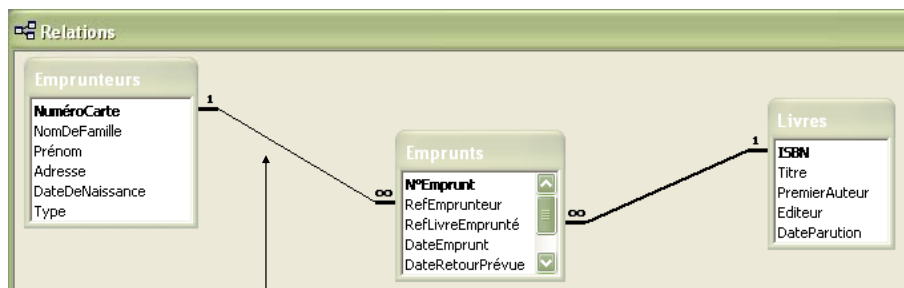 Relations
Emprunteurs
NuméroCarte
NomDeFamille
Prénom
Adresse
DateDeNaissance
Type
1
∞
Emprunts
N°Emprunt
RefEmprunteur
RefLivreEmprunté
DateEmprunt
DateRetourPrévue
∞
1
Livres
ISBN
Titre
PremierAuteur
Editeur
DateParution